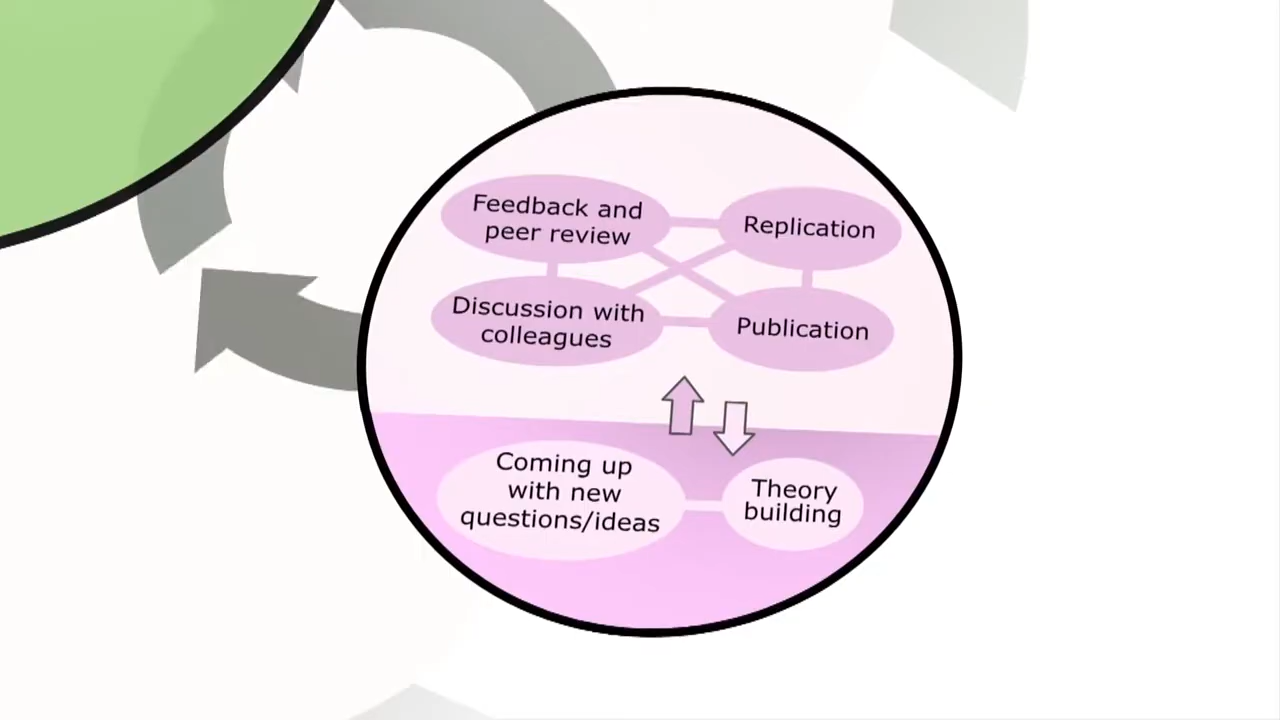 Feedback and
peer review
Replication
Discussion with
colleagues
Publication
Coming up
with new
questions/ideas
Theory
building